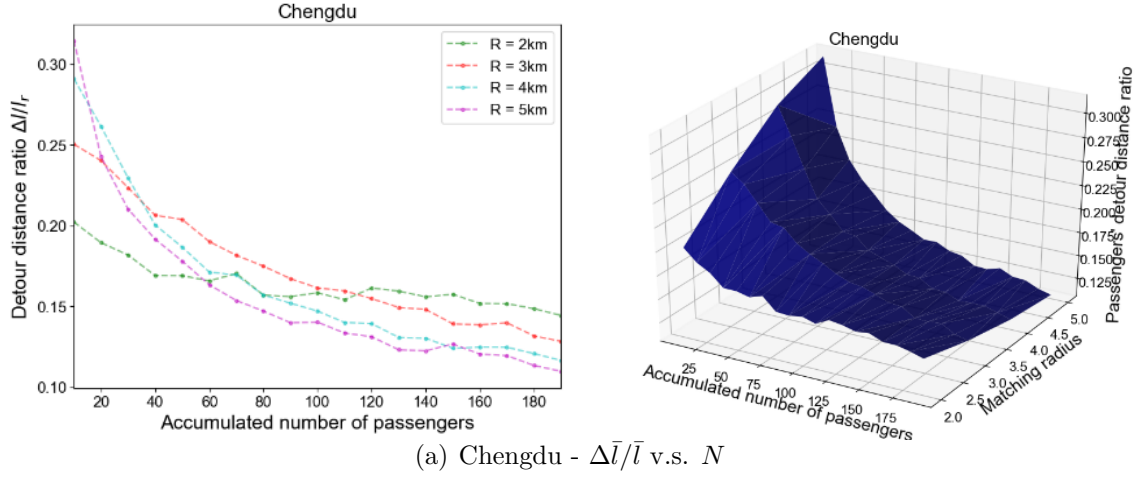 Chengdu
R = 2km
R = 3km
R = 4km
R = 5km
0.30
0.25
0.20
0.15
0.10
Detour distance ratio Δl/l_r
20 40 60 80 100 120 140 160 180
Accumulated number of passengers
Chengdu
0.300
0.275
0.250
0.225
0.200
0.175
0.150
0.125
Passengers' detour distance ratio
5.0
4.5
4.0
3.5
3.0
2.5
2.0
Matching radius
25 50 75 100 125 150 175
Accumulated number of passengers
(a) Chengdu - Δl̄/l̄ v.s. N